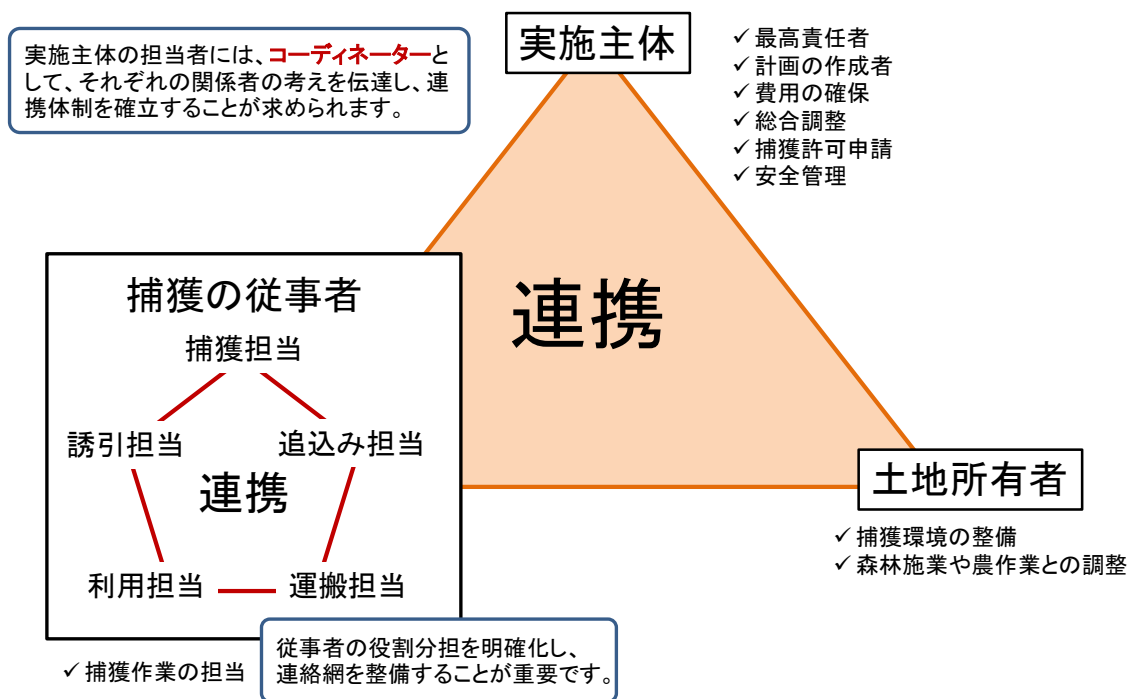 実施主体の担当者には、コーディネーターと
して、それぞれの関係者の考えを伝達し、連
携体制を確立することが求められます。
実施主体
✓ 最高責任者
✓ 計画の作成者
✓ 費用の確保
✓ 総合調整
✓ 捕獲許可申請
✓ 安全管理
連携
捕獲の従事者
捕獲担当
誘引担当
追込み担当
連携
利用担当
運搬担当
土地所有者
✓ 捕獲環境の整備
✓ 森林施業や農作業との調整
✓ 捕獲作業の担当
従事者の役割分担を明確化し、
連絡網を整備することが重要です。